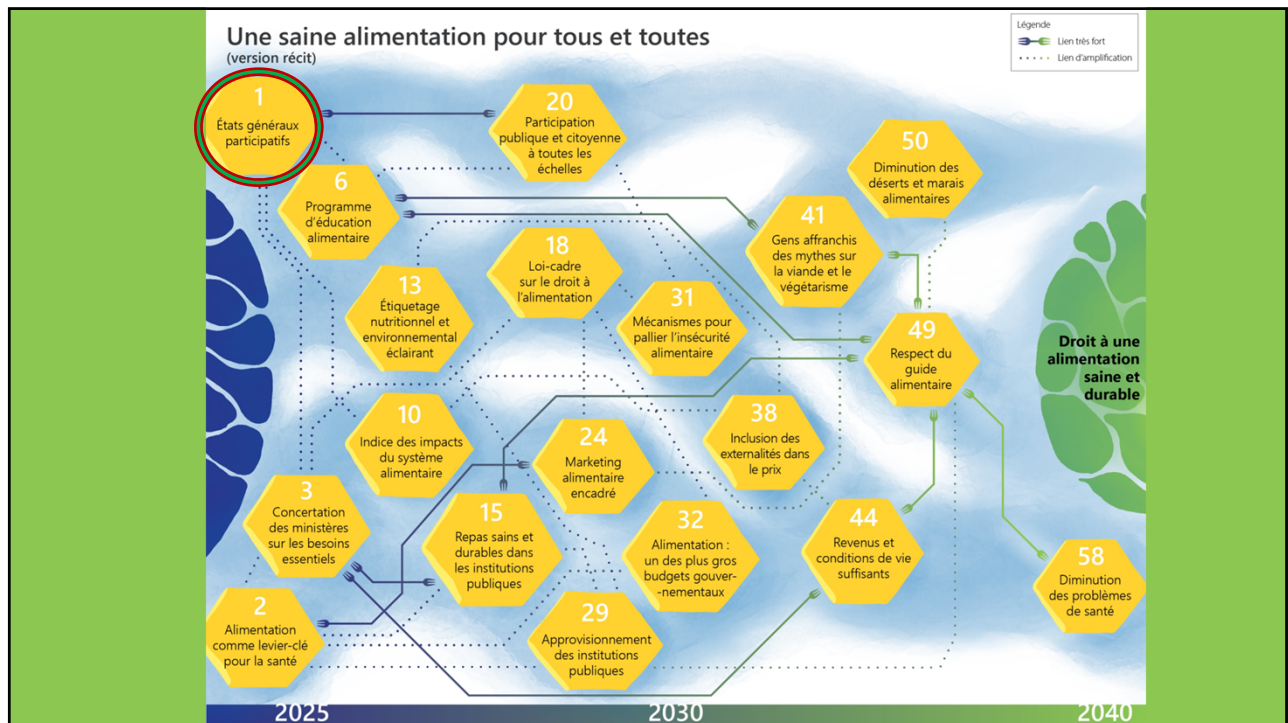 Une saine alimentation pour tous et toutes
(version récit)
Légende
Lien très fort
Lien d'amplification
1
États généraux
participatifs
20
Participation
publique et citoyenne
à toutes les
échelles
50
Diminution des
déserts et marais
alimentaires
6
Programme
d'éducation
alimentaire
41
Gens affranchis
des mythes sur
la viande et le
végétarisme
18
Loi-cadre
sur le droit à
l'alimentation
13
Étiquetage
nutritionnel et
environnemental
éclairant
31
Mécanismes pour
pallier l'insécurité
alimentaire
49
Respect du
guide
alimentaire
Droit à une
alimentation
saine et
durable
10
Indice des impacts
du système
alimentaire
24
Marketing
alimentaire
encadré
38
Inclusion des
externalités dans
le prix
3
Concertation
des ministères
sur les besoins
essentiels
15
Repas sains et
durables dans
les institutions
publiques
32
Alimentation :
un des plus gros
budgets gouver-
-nementaux
44
Revenus et
conditions de vie
suffisants
58
Diminution
des problèmes
de santé
2
Alimentation
comme levier-clé
pour la santé
29
Approvisionnement
des institutions
publiques
2025
2030
2040